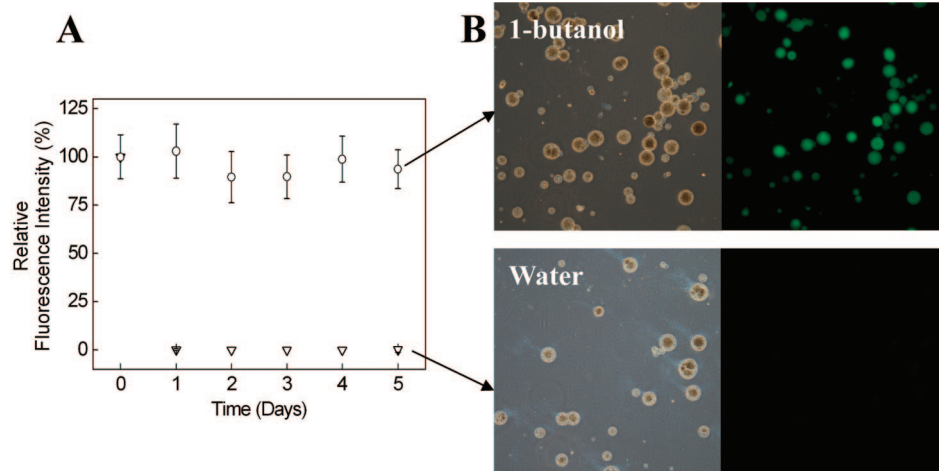 A
B
1-butanol
125
100
75
50
25
0
Relative
Fluorescence Intensity (%)
0 1 2 3 4 5
Time (Days)
Water